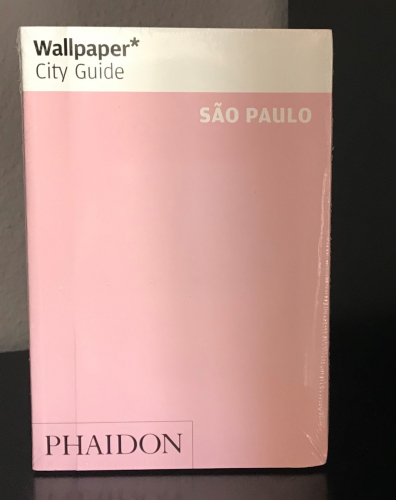 Wallpaper*
City Guide
SÃO PAULO
PHAIDON